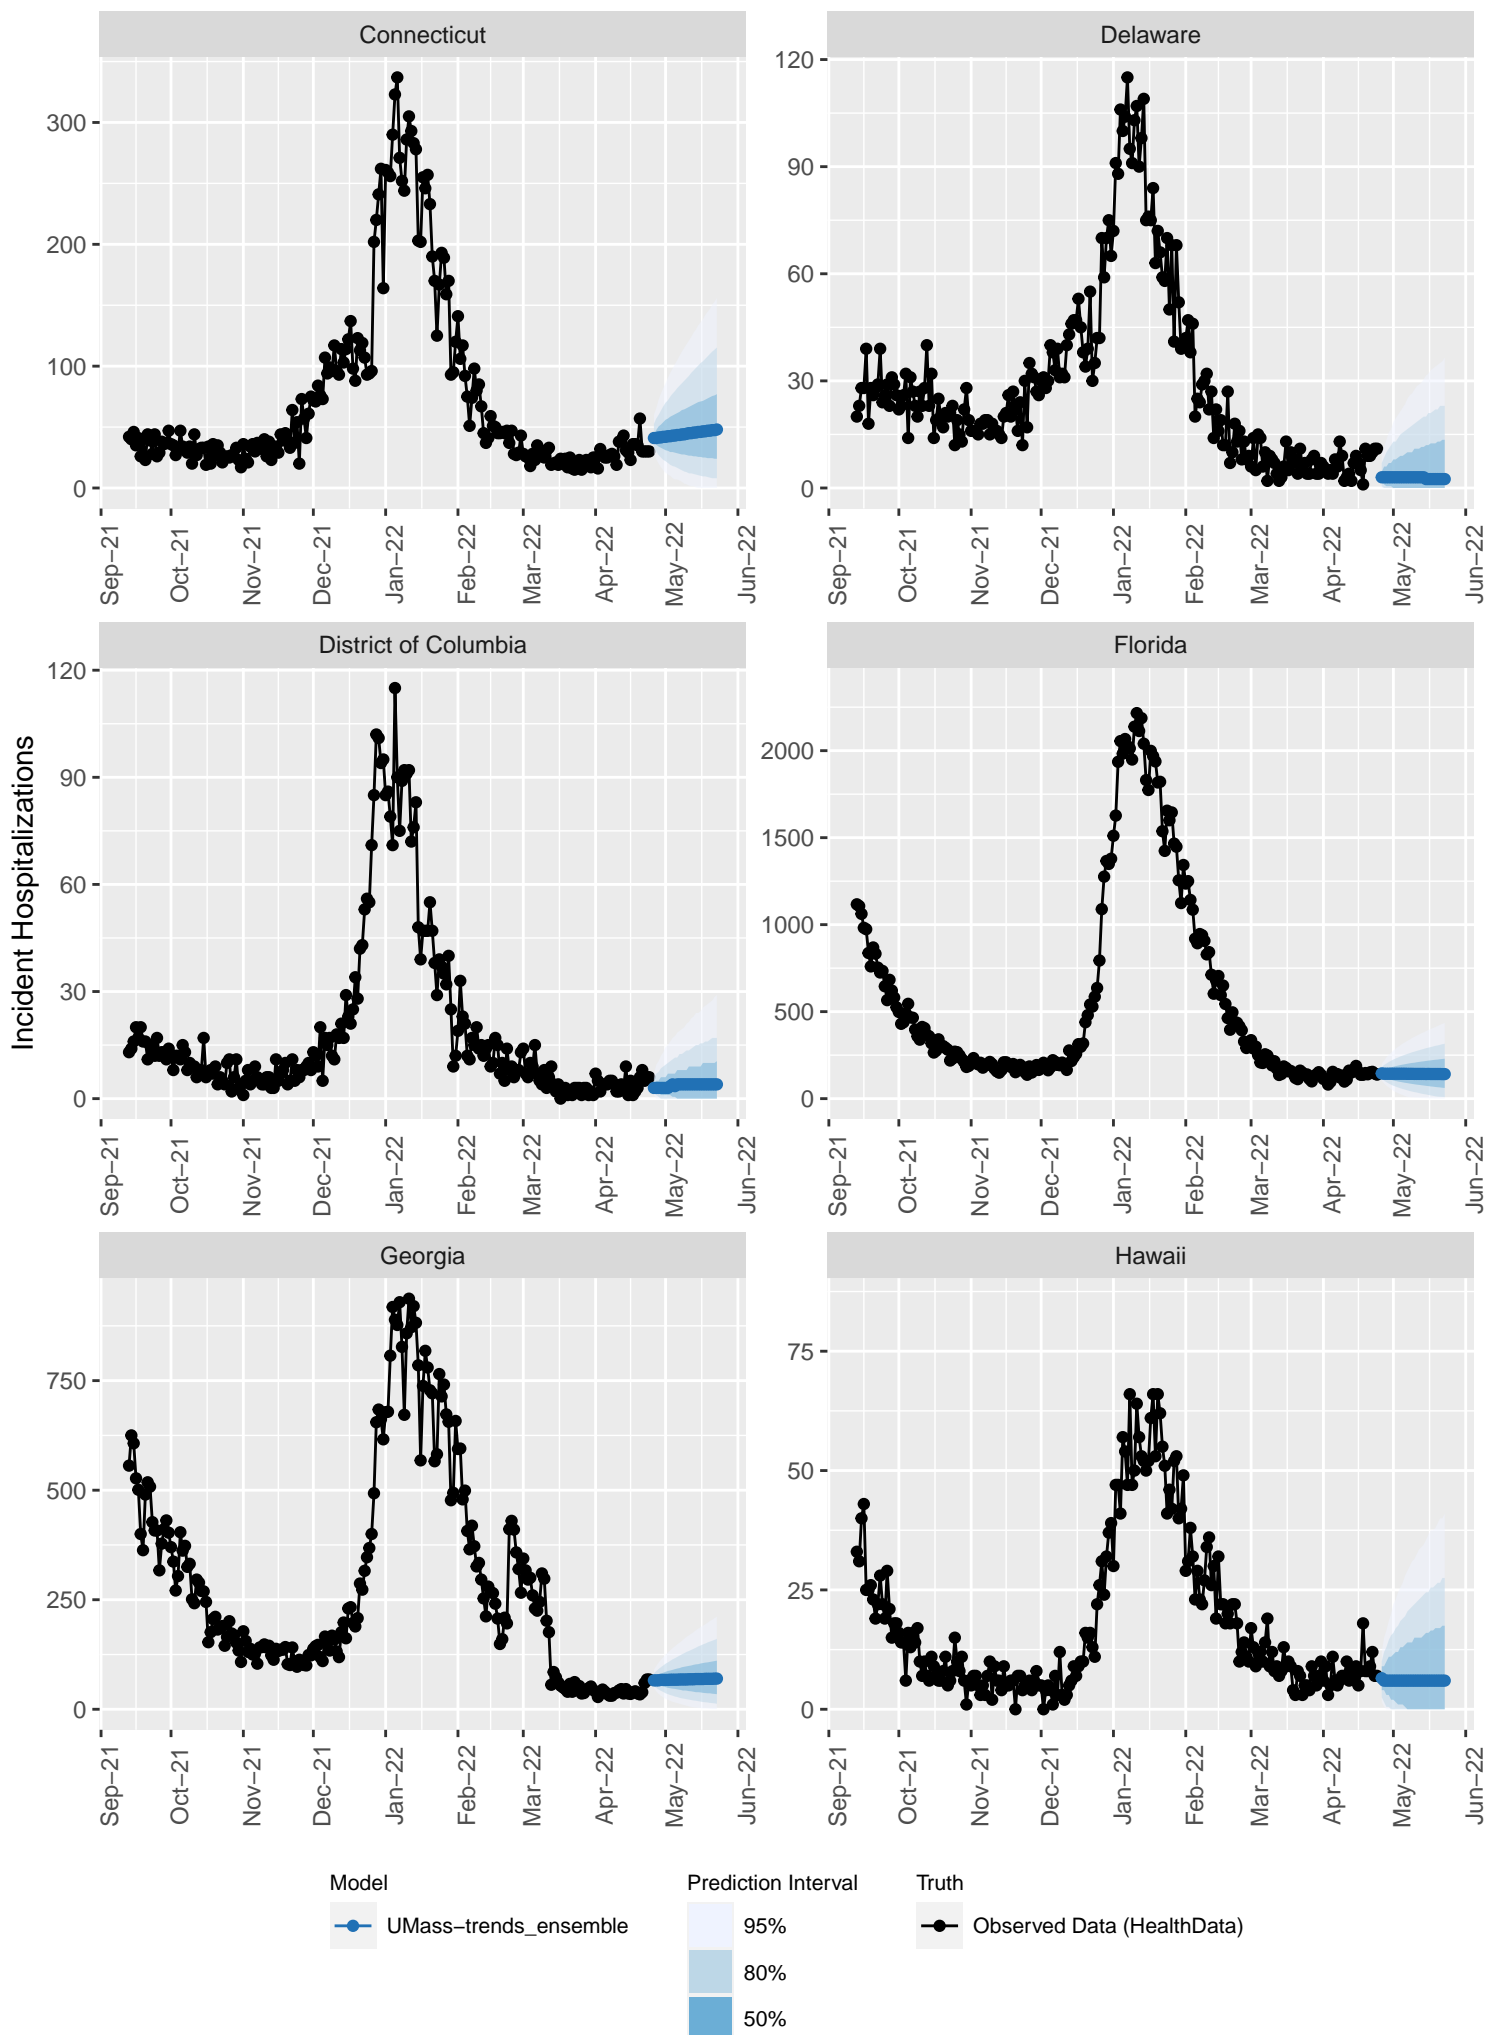 Connecticut
Delaware
300
200
100
0
120
90
60
30
0
Sep−21
Oct−21
Nov−21
Dec−21
Jan−22
Feb−22
Mar−22
Apr−22
May−22
Jun−22
Sep−21
Oct−21
Nov−21
Dec−21
Jan−22
Feb−22
Mar−22
Apr−22
May−22
Jun−22
District of Columbia
Florida
Incident Hospitalizations
120
90
60
30
0
2000
1500
1000
500
0
Sep−21
Oct−21
Nov−21
Dec−21
Jan−22
Feb−22
Mar−22
Apr−22
May−22
Jun−22
Sep−21
Oct−21
Nov−21
Dec−21
Jan−22
Feb−22
Mar−22
Apr−22
May−22
Jun−22
Georgia
Hawaii
750
500
250
0
75
50
25
0
Sep−21
Oct−21
Nov−21
Dec−21
Jan−22
Feb−22
Mar−22
Apr−22
May−22
Jun−22
Sep−21
Oct−21
Nov−21
Dec−21
Jan−22
Feb−22
Mar−22
Apr−22
May−22
Jun−22
Model
UMass−trends_ensemble
Prediction Interval
95%
80%
50%
Truth
Observed Data (HealthData)